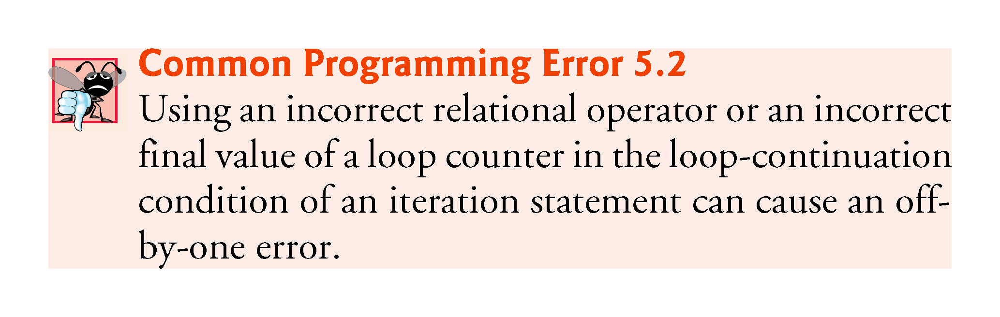 Common Programming Error 5.2
Using an incorrect relational operator or an incorrect
final value of a loop counter in the loop-continuation
condition of an iteration statement can cause an off-
by-one error.